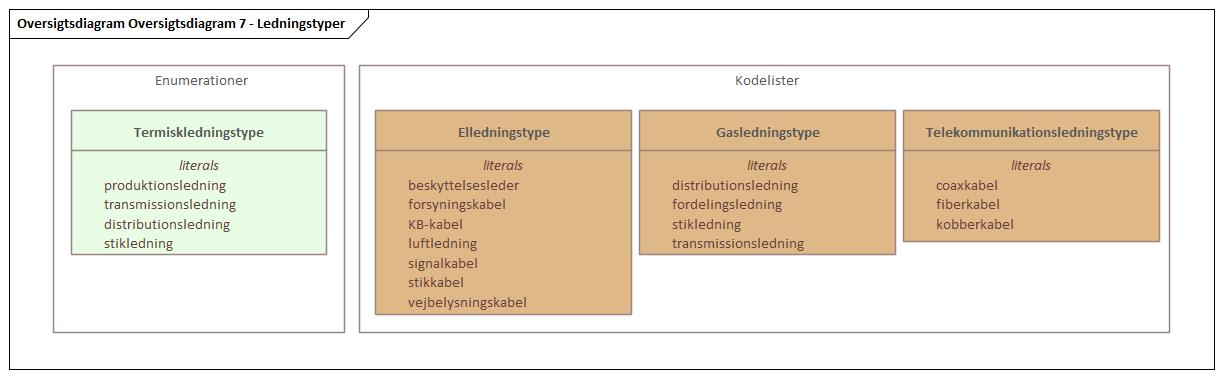 Oversigtsdiagram Oversigtsdiagram 7 - Ledningstyper
Enumerationer
Termiskledningstype
literals
produktionsledning
transmissionsledning
distributionsledning
stikledning
Kodelister
Elledningstype
literals
beskyttelsesleder
forsyningskabel
KB-kabel
luftledning
signalkabel
stikkabel
vejbelysningskabel
Gasledningstype
literals
distributionsledning
fordelingsledning
stikledning
transmissionsledning
Telekommunikationsledningstype
literals
coaxkabel
fiberkabel
kobberkabel